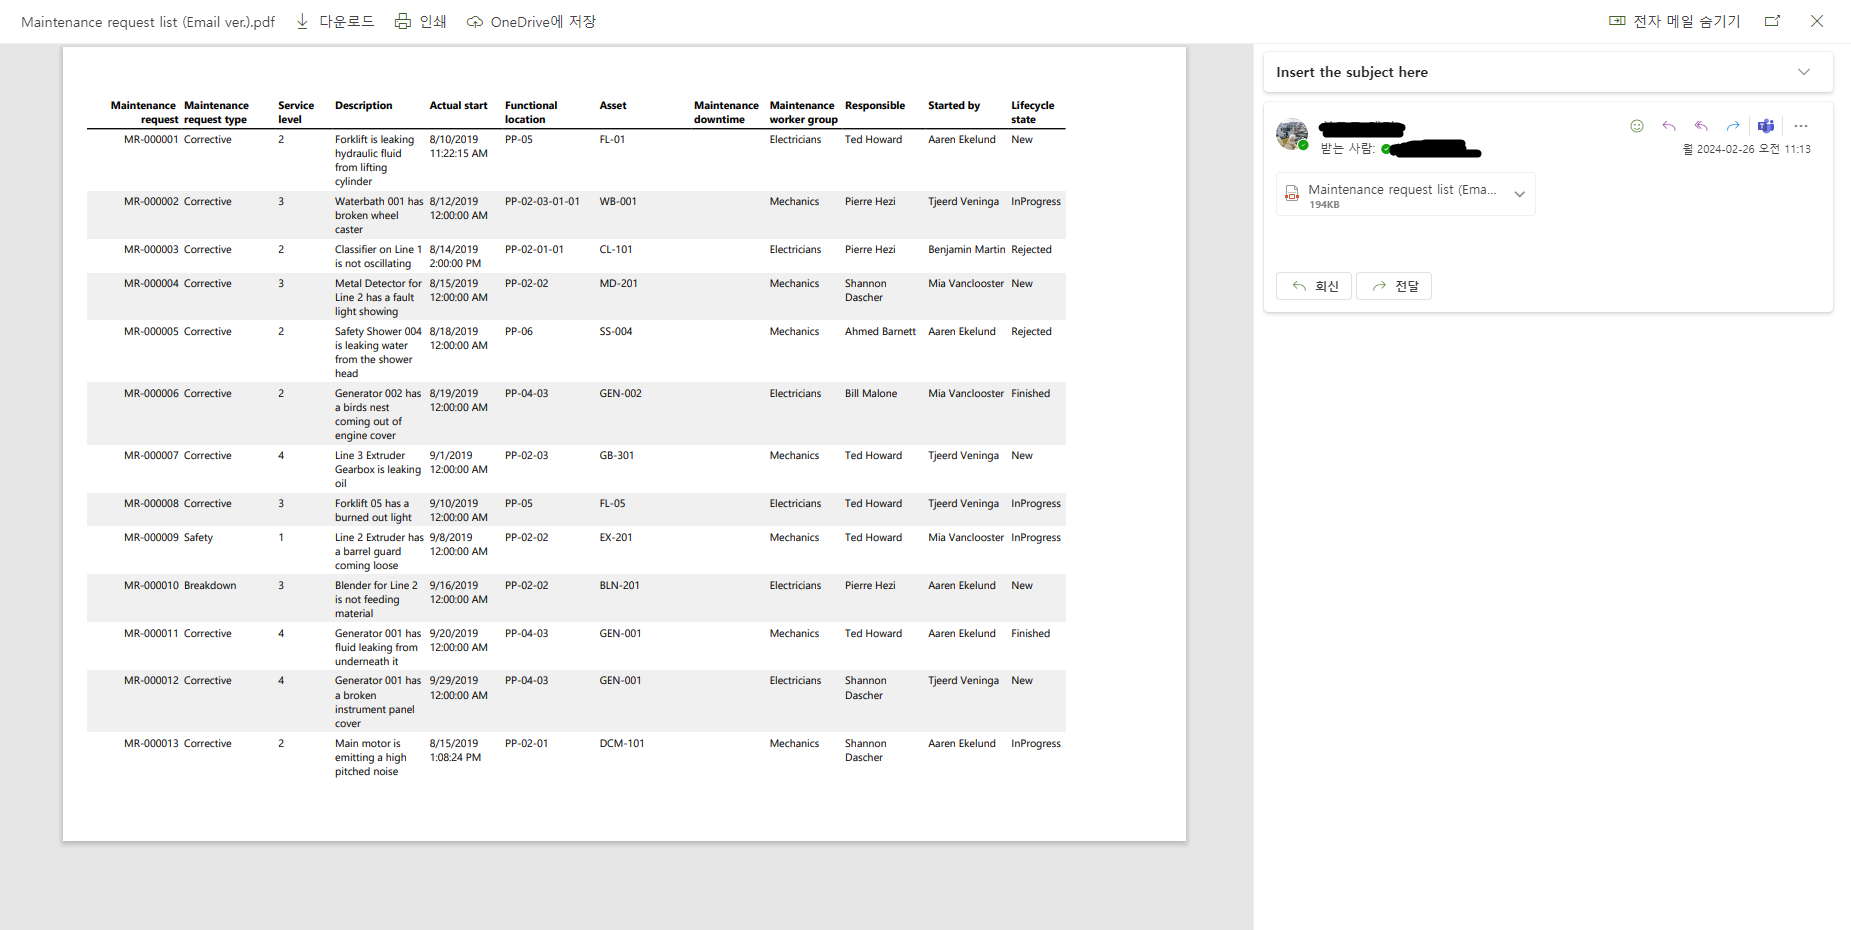 Maintenance request list (Email ver.).pdf 다운로드 인쇄 OneDrive에 저장 전자 메일 숨기기
Maintenance request Maintenance request type Service level Description Actual start Functional location Asset Maintenance downtime Maintenance worker group Responsible Started by Lifecycle state
MR-000001 Corrective 2 Forklift is leaking hydraulic fluid from lifting cylinder 8/10/2019 11:22:15 AM PP-05 FL-01 Electricians Ted Howard Aaren Ekelund New
MR-000002 Corrective 3 Waterbath 001 has broken wheel caster 8/12/2019 12:00:00 AM PP-02-03-01-01 WB-001 Mechanics Pierre Hezi Tjeerd Veninga InProgress
MR-000003 Corrective 2 Classifier on Line 1 is not oscillating 8/14/2019 2:00:00 PM PP-02-01-01 CL-101 Electricians Pierre Hezi Benjamin Martin Rejected
MR-000004 Corrective 3 Metal Detector for Line 2 has a fault light showing 8/15/2019 12:00:00 AM PP-02-02 MD-201 Mechanics Shannon Dascher Mia Vanclooster New
MR-000005 Corrective 2 Safety Shower 004 is leaking water from the shower head 8/18/2019 12:00:00 AM PP-06 SS-004 Mechanics Ahmed Barnett Aaren Ekelund Rejected
MR-000006 Corrective 2 Generator 002 has a birds nest coming out of engine cover 8/19/2019 12:00:00 AM PP-04-03 GEN-002 Electricians Bill Malone Mia Vanclooster Finished
MR-000007 Corrective 4 Line 3 Extruder Gearbox is leaking oil 9/1/2019 12:00:00 AM PP-02-03 GB-301 Mechanics Ted Howard Tjeerd Veninga New
MR-000008 Corrective 3 Forklift 05 has a burned out light 9/10/2019 12:00:00 AM PP-05 FL-05 Electricians Ted Howard Tjeerd Veninga InProgress
MR-000009 Safety 1 Line 2 Extruder has a barrel guard coming loose 9/8/2019 12:00:00 AM PP-02-02 EX-201 Mechanics Ted Howard Mia Vanclooster InProgress
MR-000010 Breakdown 3 Blender for Line 2 is not feeding material 9/16/2019 12:00:00 AM PP-02-02 BLN-201 Electricians Pierre Hezi Aaren Ekelund New
MR-000011 Corrective 4 Generator 001 has fluid leaking from underneath it 9/20/2019 12:00:00 AM PP-04-03 GEN-001 Mechanics Ted Howard Aaren Ekelund Finished
MR-000012 Corrective 4 Generator 001 has a broken instrument panel cover 9/29/2019 12:00:00 AM PP-04-03 GEN-001 Electricians Shannon Dascher Tjeerd Veninga New
MR-000013 Corrective 2 Main motor is emitting a high pitched noise 8/15/2019 1:08:24 PM PP-02-01 DCM-101 Mechanics Shannon Dascher Aaren Ekelund InProgress
Insert the subject here
받는 사람:
월 2024-02-26 오전 11:13
Maintenance request list (Ema...
194KB
회신 전달